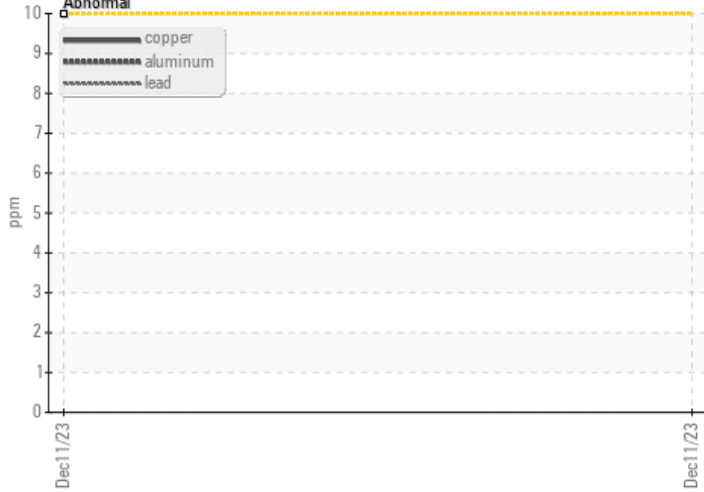 Abnormal
10
copper
aluminum
lead
9
8
7
6
5
4
3
2
1
0
ppm
Dec11/23
Dec11/23